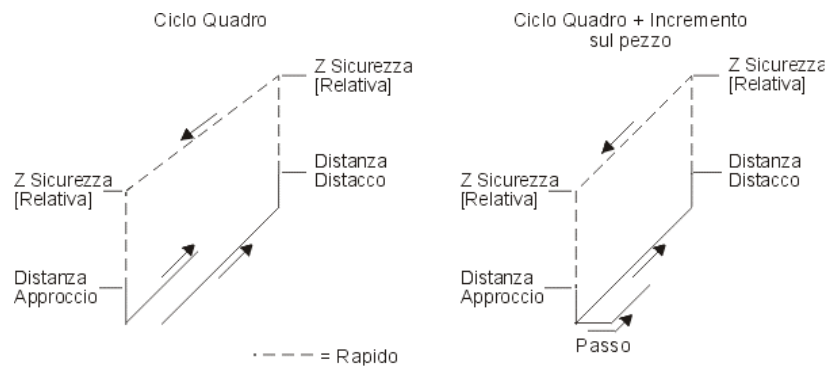 Ciclo Quadro
Z Sicurezza
[Relativa]
Z Sicurezza
[Relativa]
Distanza
Distacco
Distanza
Approccio
= Rapido
Ciclo Quadro + Incremento
sul pezzo
Z Sicurezza
[Relativa]
Z Sicurezza
[Relativa]
Distanza
Distacco
Distanza
Approccio
Passo